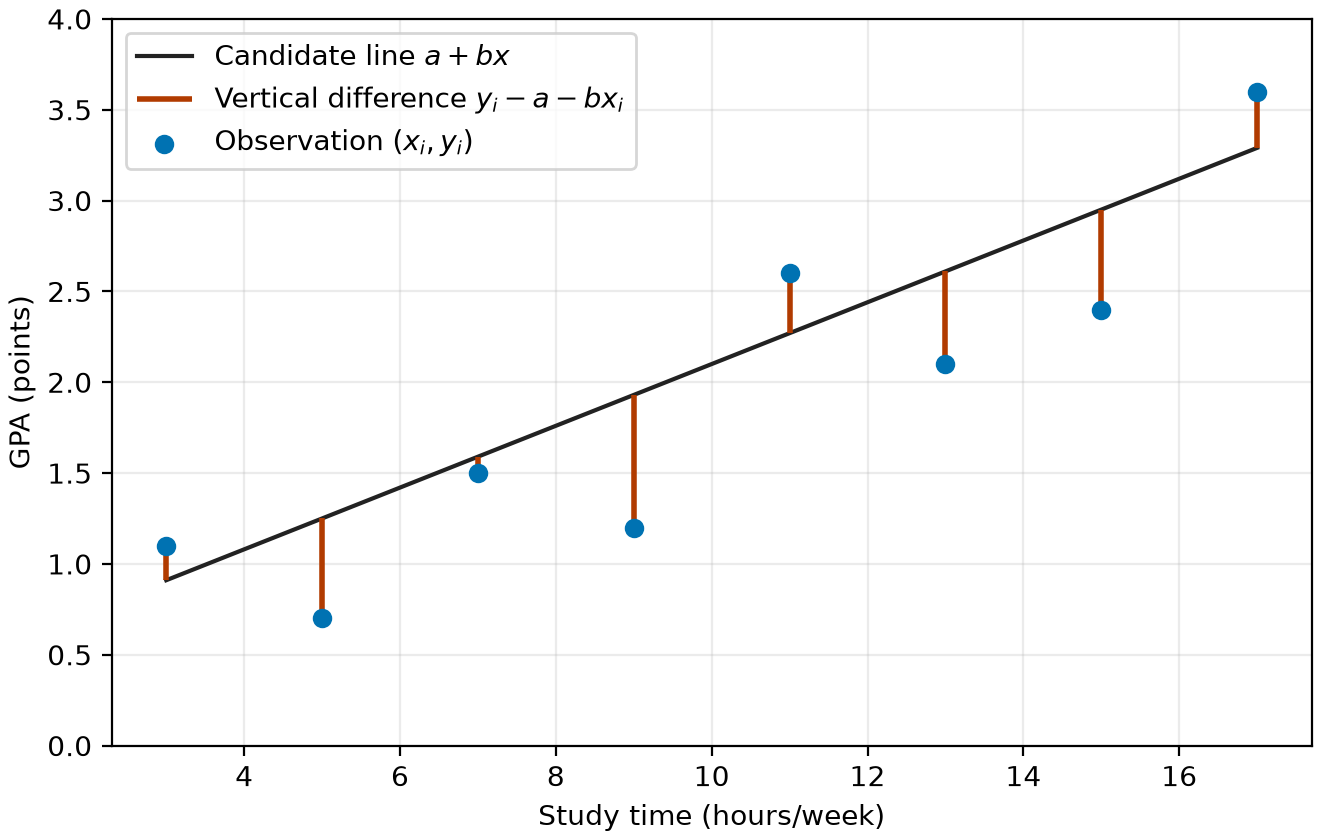 Candidate line a + bx
Vertical difference yᵢ − a − bxᵢ
Observation (xᵢ, yᵢ)
4.0
3.5
3.0
2.5
2.0
1.5
1.0
0.5
0.0
GPA (points)
4 6 8 10 12 14 16
Study time (hours/week)